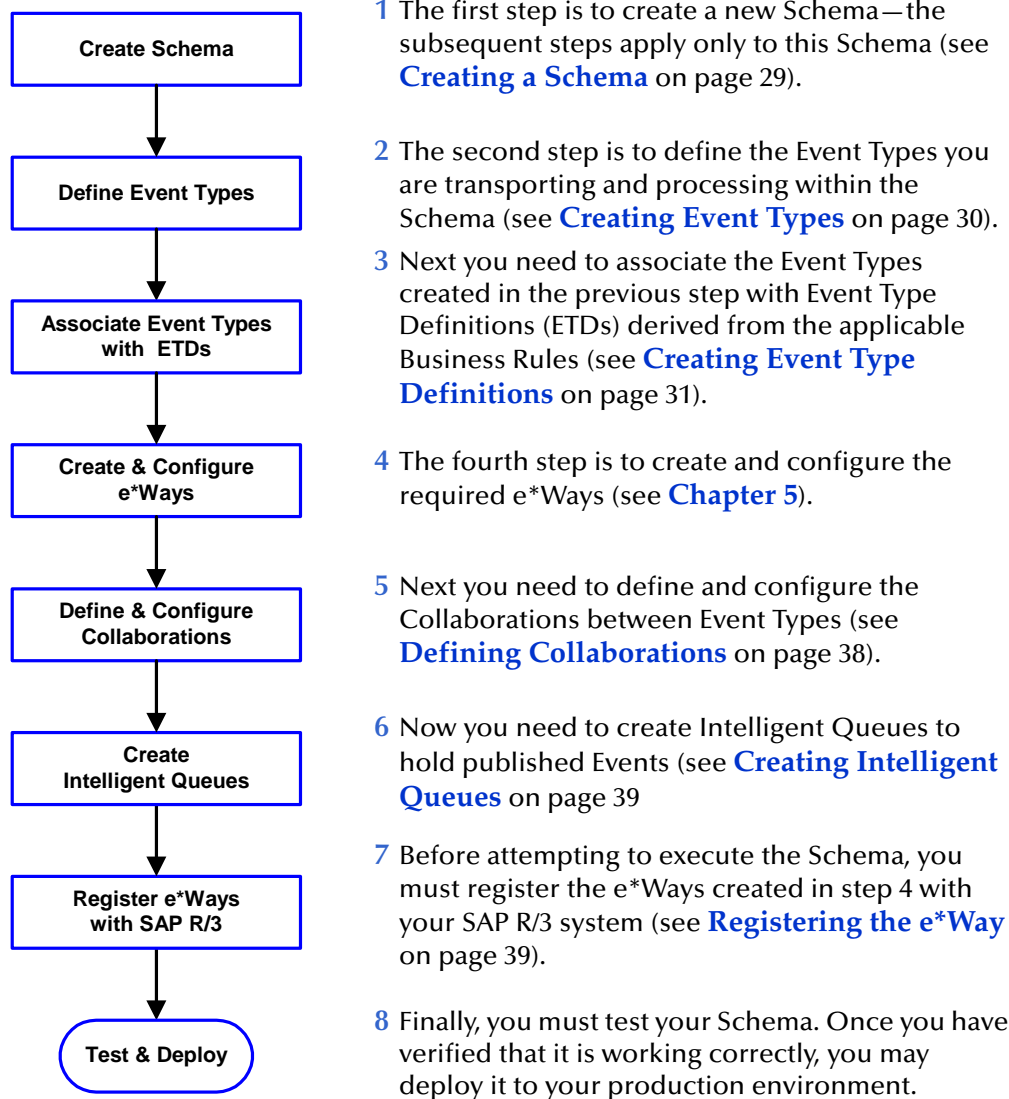 Create Schema
1 The first step is to create a new Schema—the
subsequent steps apply only to this Schema (see
Creating a Schema on page 29).
Define Event Types
2 The second step is to define the Event Types you
are transporting and processing within the
Schema (see Creating Event Types on page 30).
Associate Event Types
with ETDs
3 Next you need to associate the Event Types
created in the previous step with Event Type
Definitions (ETDs) derived from the applicable
Business Rules (see Creating Event Type
Definitions on page 31).
Create & Configure
e*Ways
4 The fourth step is to create and configure the
required e*Ways (see Chapter 5).
Define & Configure
Collaborations
5 Next you need to define and configure the
Collaborations between Event Types (see
Defining Collaborations on page 38).
Create
Intelligent Queues
6 Now you need to create Intelligent Queues to
hold published Events (see Creating Intelligent
Queues on page 39
Register e*Ways
with SAP R/3
7 Before attempting to execute the Schema, you
must register the e*Ways created in step 4 with
your SAP R/3 system (see Registering the e*Way
on page 39).
Test & Deploy
8 Finally, you must test your Schema. Once you have
verified that it is working correctly, you may
deploy it to your production environment.